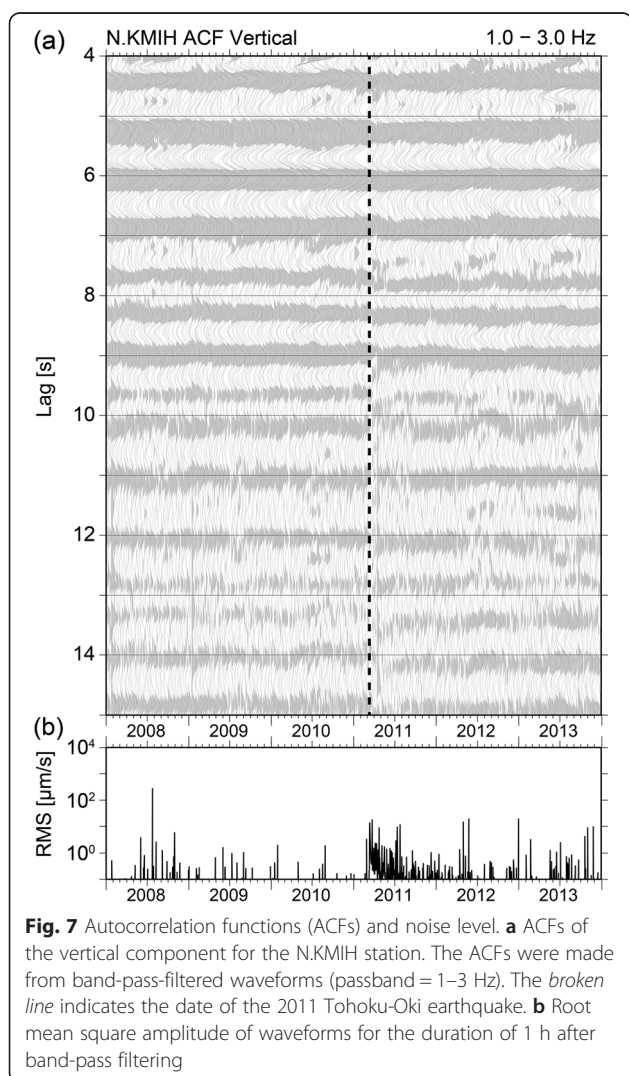 (a) N.KMIH ACF Vertical 1.0 – 3.0 Hz
4
6
8
10
12
14
Lag [s]
2008 2009 2010 2011 2012 2013
(b)
10⁴
10²
10⁰
RMS [µm/s]
2008 2009 2010 2011 2012 2013
Fig. 7 Autocorrelation functions (ACFs) and noise level. a ACFs of
the vertical component for the N.KMIH station. The ACFs were made
from band-pass-filtered waveforms (passband = 1–3 Hz). The broken
line indicates the date of the 2011 Tohoku-Oki earthquake. b Root
mean square amplitude of waveforms for the duration of 1 h after
band-pass filtering